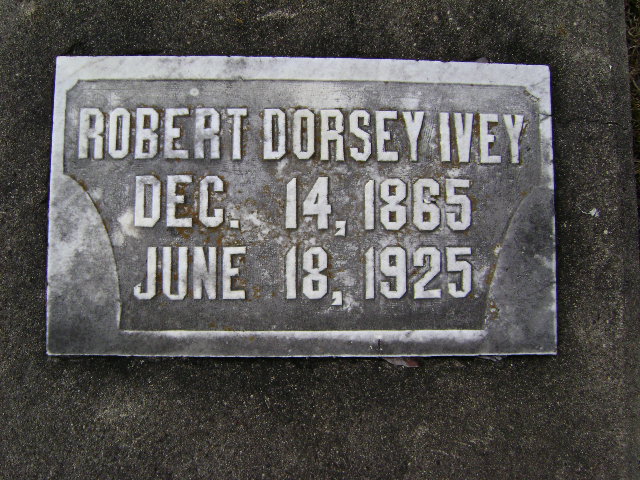 ROBERT DORSEY IVEY
DEC. 14, 1865
JUNE 18, 1925